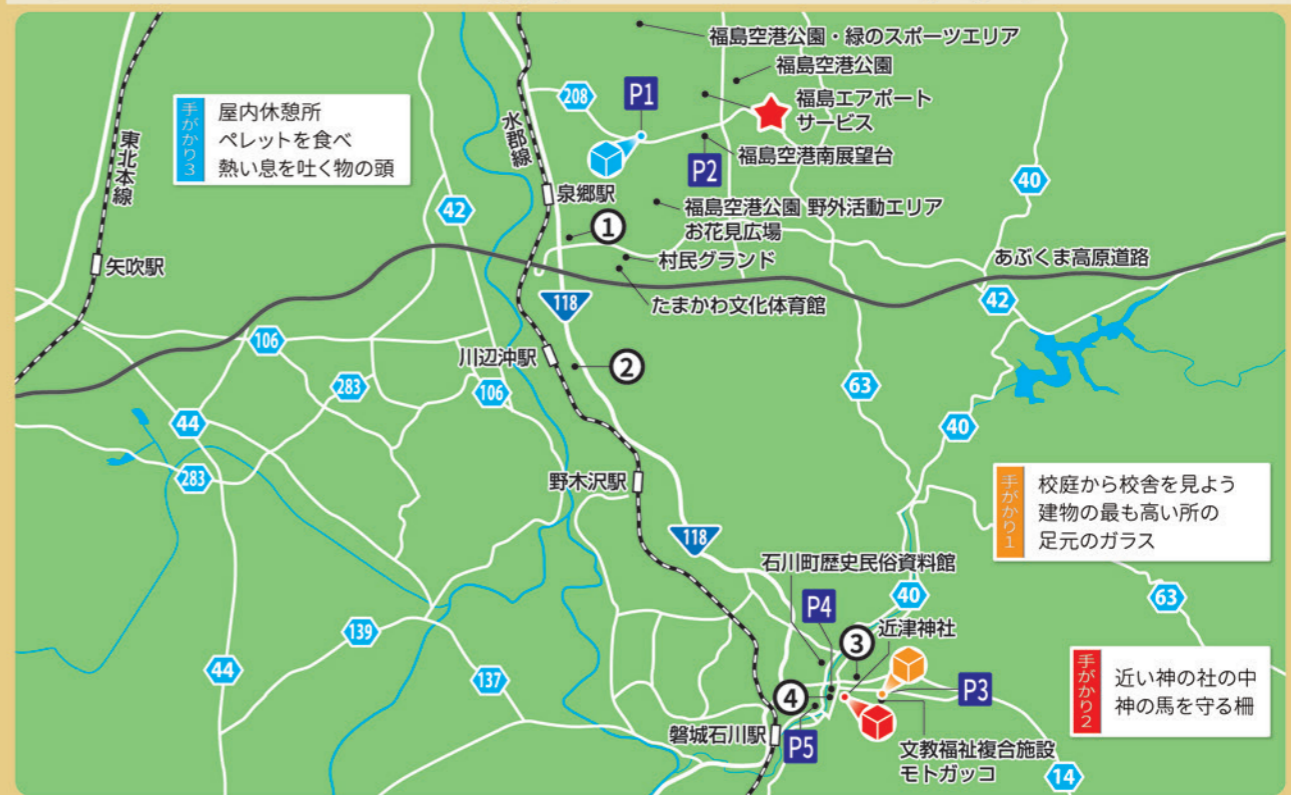 福島空港公園・緑のスポーツエリア
福島空港公園
福島エアポート
サービス
福島空港南展望台
208
P1
P2
手がかり3
屋内休憩所
ペレットを食べ
熱い息を吐く物の頭
東北本線
水郡線
泉郷駅
42
40
福島空港公園 野外活動エリア
お花見広場
①
村民グランド
あぶくま高原道路
矢吹駅
118
たまかわ文化体育館
42
106
川辺沖駅
②
283
106
63
44
40
283
野木沢駅
手がかり1
校庭から校舎を見よう
建物の最も高い所の
足元のガラス
118
石川町歴史民俗資料館
40
63
P4
近津神社
③
139
44
137
④
P3
手がかり2
近い神の社の中
神の馬を守る柵
磐城石川駅
P5
文教福祉複合施設
モトガッコ
14